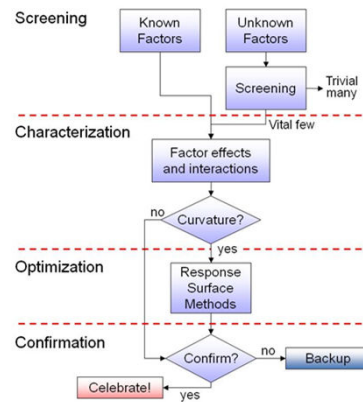 Screening
Known
Factors
Unknown
Factors
Screening
Trivial
many
Vital few
Characterization
Factor effects
and interactions
no
Curvature?
yes
Optimization
Response
Surface
Methods
Confirmation
Confirm?
no
Backup
Celebrate!
yes